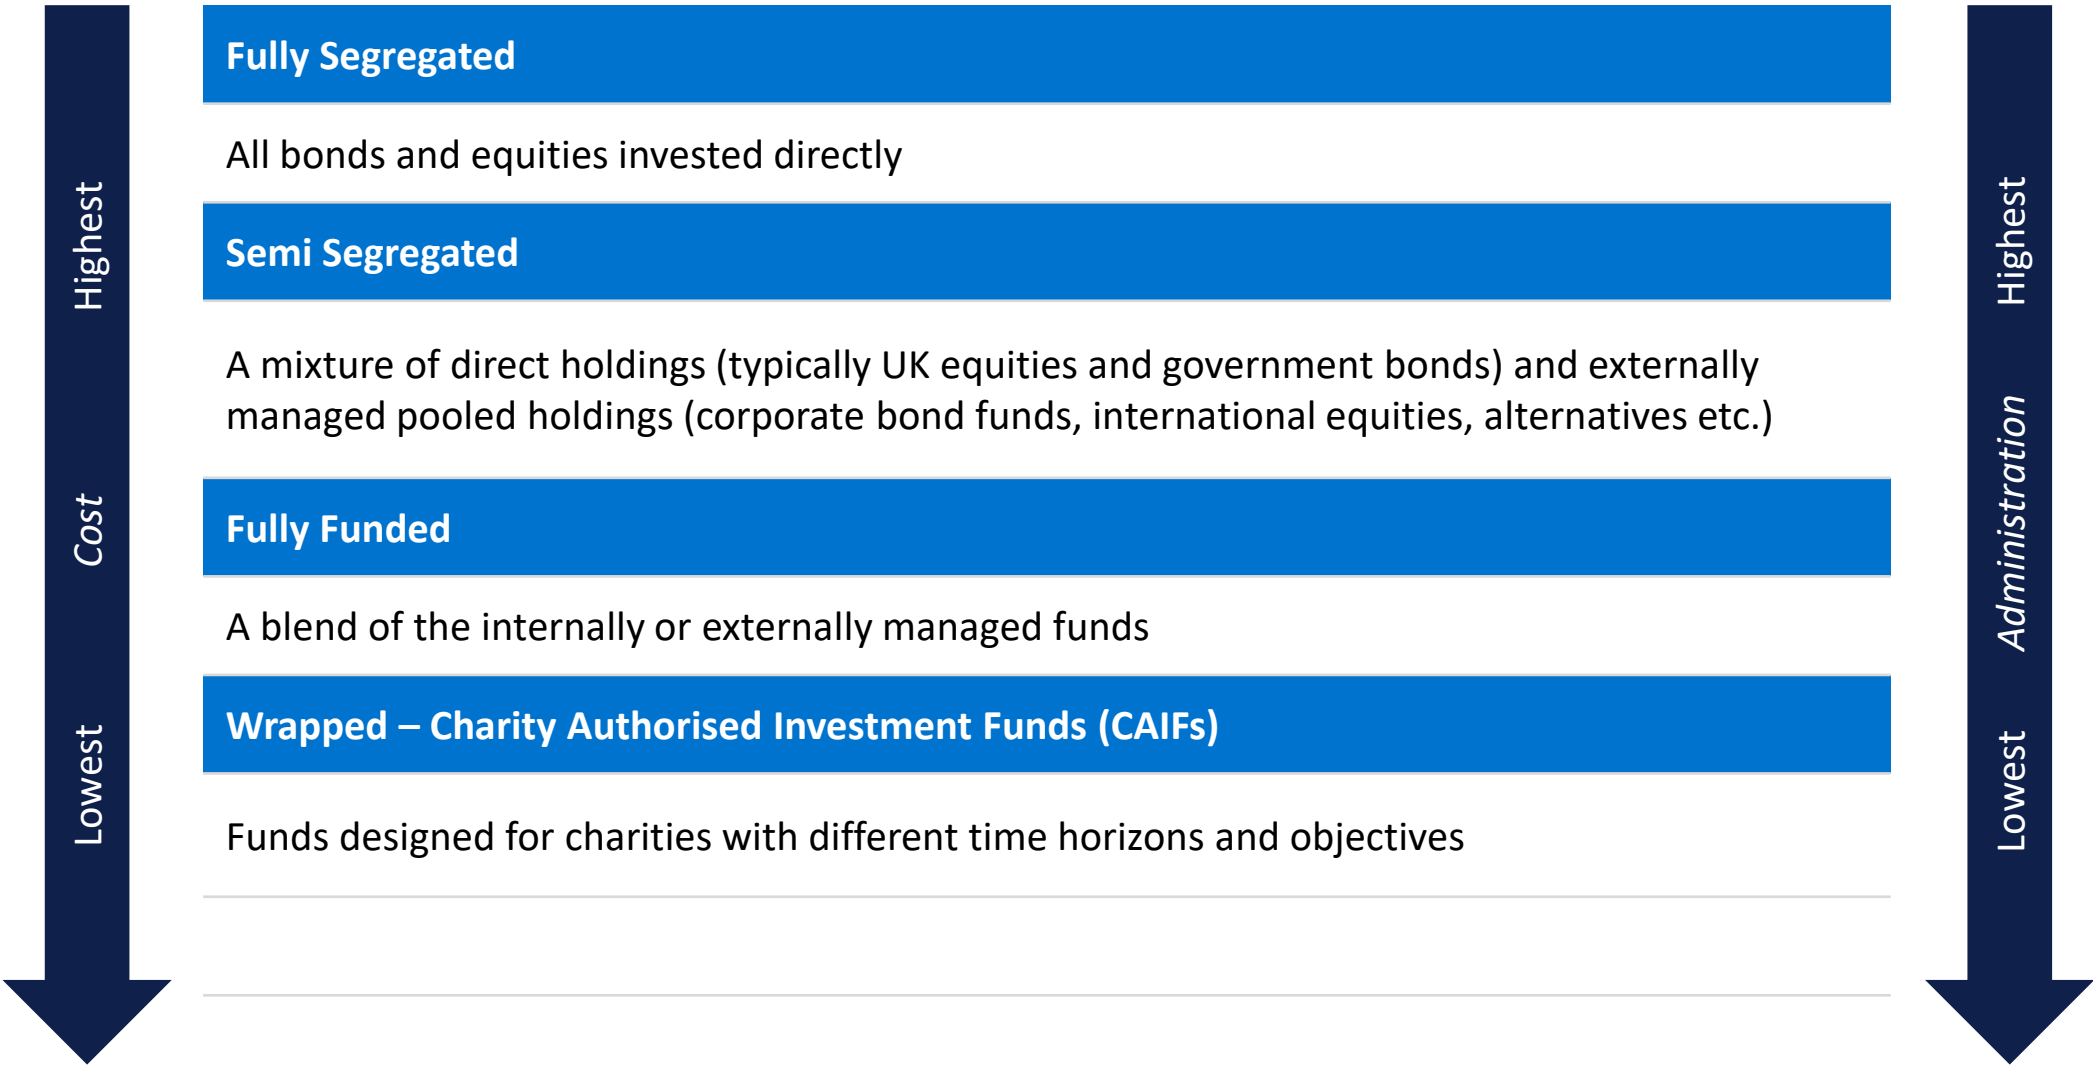 Fully Segregated
All bonds and equities invested directly
Semi Segregated
A mixture of direct holdings (typically UK equities and government bonds) and externally
managed pooled holdings (corporate bond funds, international equities, alternatives etc.)
Fully Funded
A blend of the internally or externally managed funds
Wrapped – Charity Authorised Investment Funds (CAIFs)
Funds designed for charities with different time horizons and objectives
Highest
Cost
Lowest
Highest
Administration
Lowest